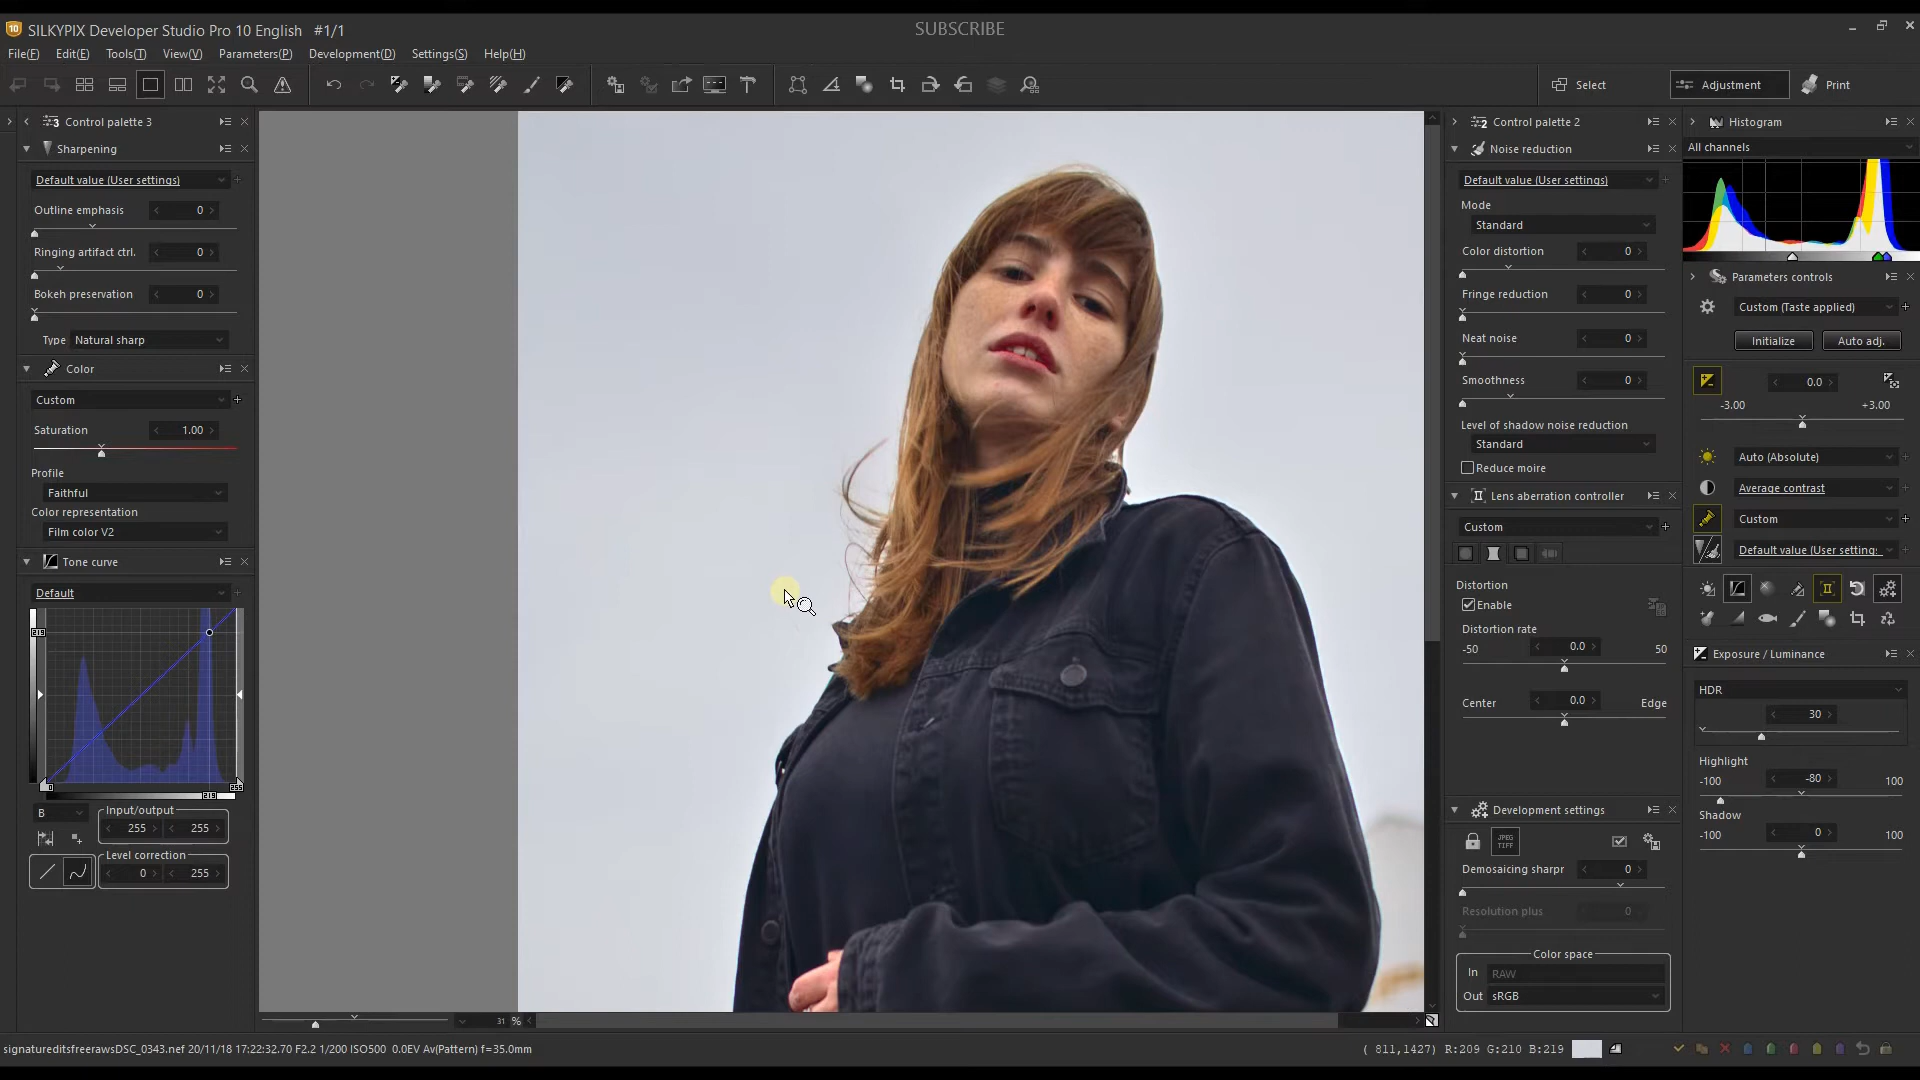 SILKYPIX Developer Studio Pro 10 English #1/1
SUBSCRIBE
File(F) Edit(E) Tools(T) View(V) Parameters(P) Development(D) Settings(S) Help(H)
Select
Adjustment
Print
Control palette 3
Sharpening
Default value (User settings)
Outline emphasis 0
Ringing artifact ctrl. 0
Bokeh preservation 0
Type Natural sharp
Color
Custom
Saturation 1.00
Profile
Faithful
Color representation
Film color V2
Tone curve
Default
213
0
219
255
B
Input/output
255 255
Level correction
0 255
31 %
Control palette 2
Noise reduction
Default value (User settings)
Mode
Standard
Color distortion 0
Fringe reduction 0
Neat noise 0
Smoothness 0
Level of shadow noise reduction
Standard
Reduce moire
Lens aberration controller
Custom
Distortion
Enable
Distortion rate
-50 0.0 50
Center 0.0 Edge
Development settings
JPEG
TIFF
Demosaicing sharpr 0
Resolution plus 0
Color space
In RAW
Out sRGB
Histogram
All channels
Parameters controls
Custom (Taste applied)
Initialize Auto adj.
0.0
-3.00 +3.00
Auto (Absolute)
Average contrast
Custom
Default value (User setting:
Exposure / Luminance
HDR
30
Highlight
-100 -80 100
Shadow
-100 0 100
signatureditsfreerawsDSC_0343.nef 20/11/18 17:22:32.70 F2.2 1/200 ISO500 0.0EV Av(Pattern) f=35.0mm
( 811,1427) R:209 G:210 B:219